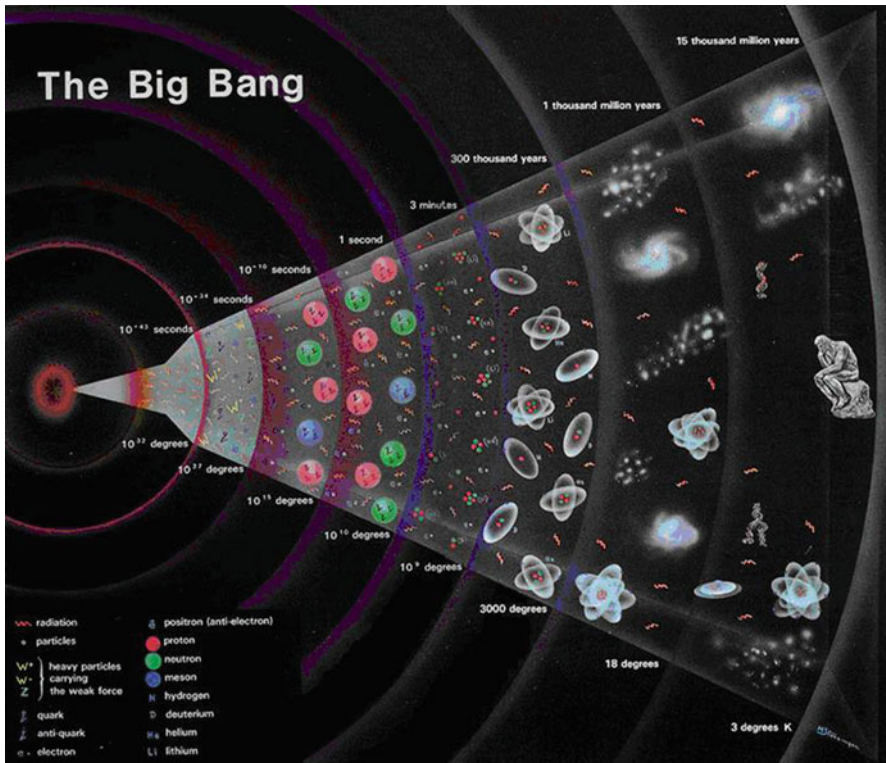 The Big Bang
15 thousand million years
1 thousand million years
300 thousand years
3 minutes
1 second
10⁻¹⁰ seconds
10⁻³⁴ seconds
10⁻⁴³ seconds
10³² degrees
10²⁷ degrees
10¹⁵ degrees
10¹⁰ degrees
10⁹ degrees
3000 degrees
18 degrees
3 degrees K
Li
He
Li
radiation
particles
W⁺
W⁻
Z
heavy particles
carrying
the weak force
quark
anti-quark
e⁻ electron
positron (anti-electron)
proton
neutron
meson
H hydrogen
D deuterium
He helium
Li lithium